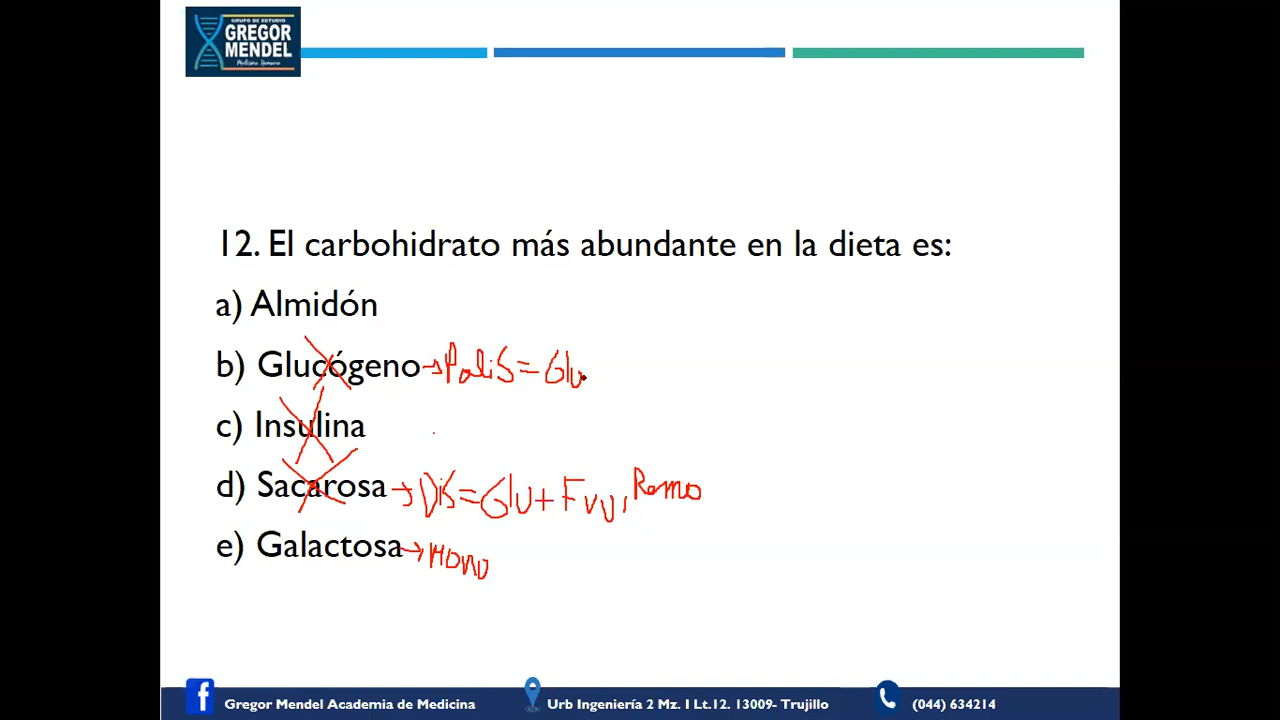 GRUPO DE ESTUDIO
GREGOR
MENDEL
Medicina Humana
12. El carbohidrato más abundante en la dieta es:
a) Almidón
b) Glucógeno → PoliS = Glu
c) Insulina
d) Sacarosa → DiS = Glu + Fru, Remo
e) Galactosa → Mono
Gregor Mendel Academia de Medicina
Urb Ingeniería 2 Mz. I Lt.12. 13009- Trujillo
(044) 634214